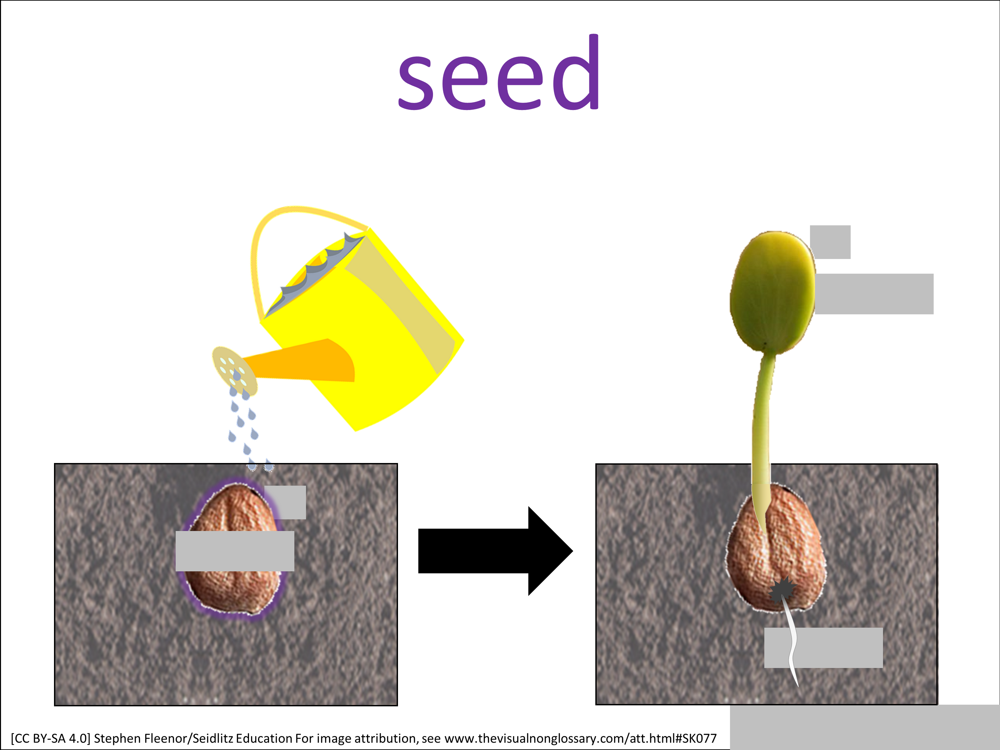 seed
[CC BY-SA 4.0] Stephen Fleenor/Seidlitz Education For image attribution, see www.thevisualnonglossary.com/att.html#SK077